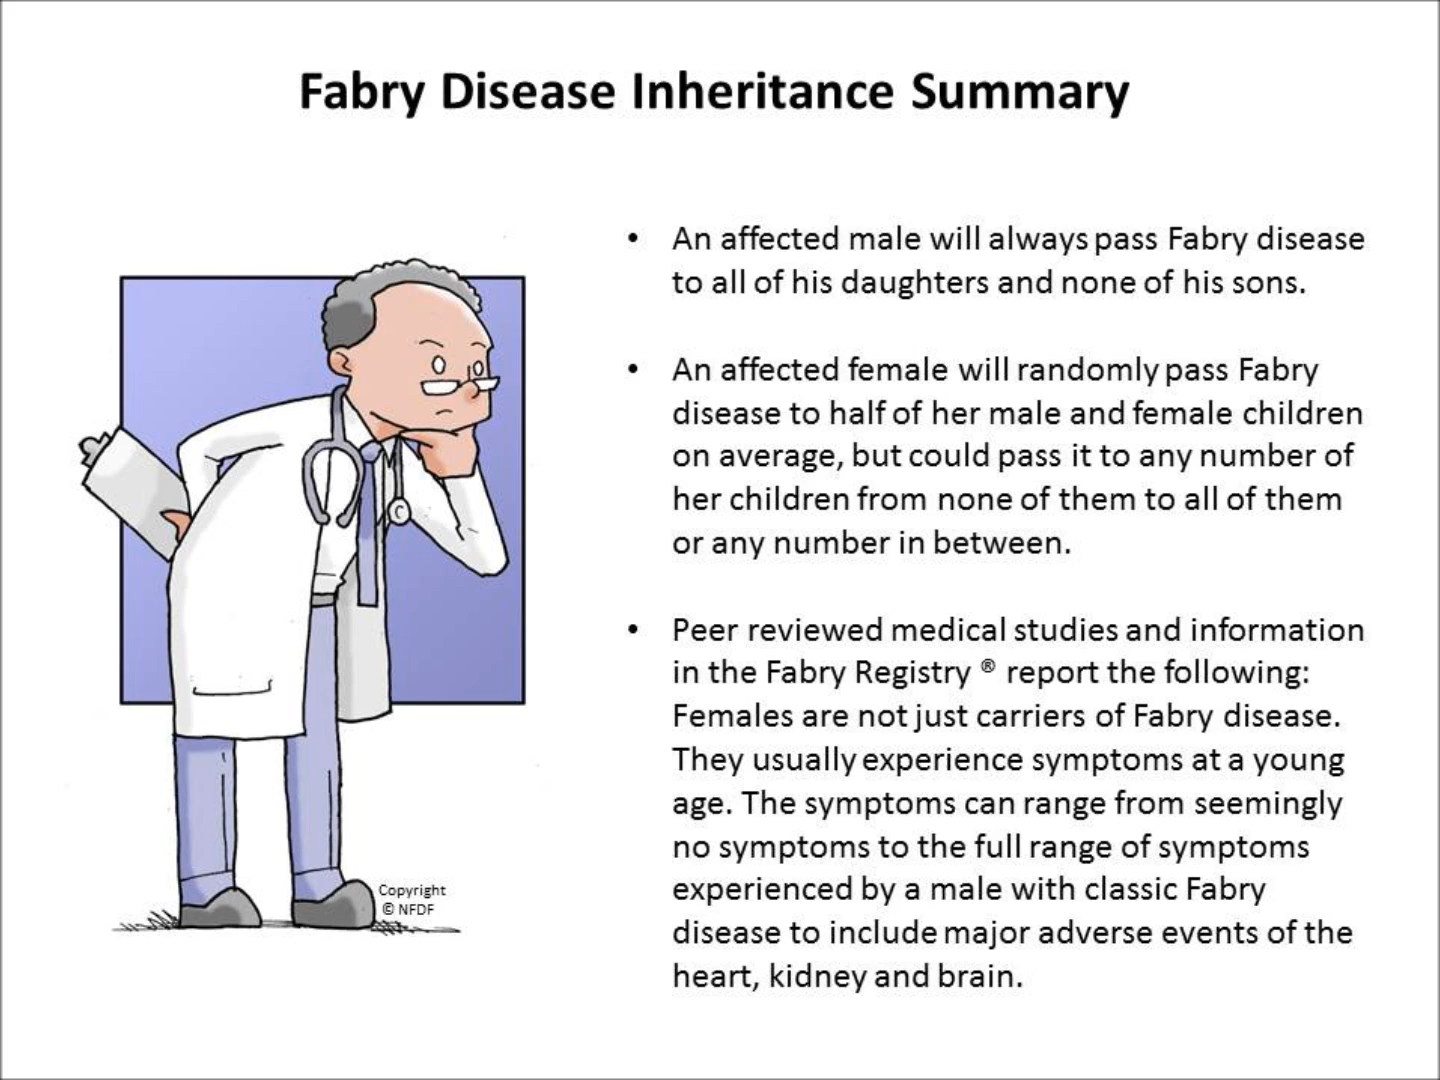 Fabry Disease Inheritance Summary
• An affected male will always pass Fabry disease
to all of his daughters and none of his sons.
• An affected female will randomly pass Fabry
disease to half of her male and female children
on average, but could pass it to any number of
her children from none of them to all of them
or any number in between.
• Peer reviewed medical studies and information
in the Fabry Registry ® report the following:
Females are not just carriers of Fabry disease.
They usually experience symptoms at a young
age. The symptoms can range from seemingly
no symptoms to the full range of symptoms
experienced by a male with classic Fabry
disease to include major adverse events of the
heart, kidney and brain.
Copyright
© NFDF